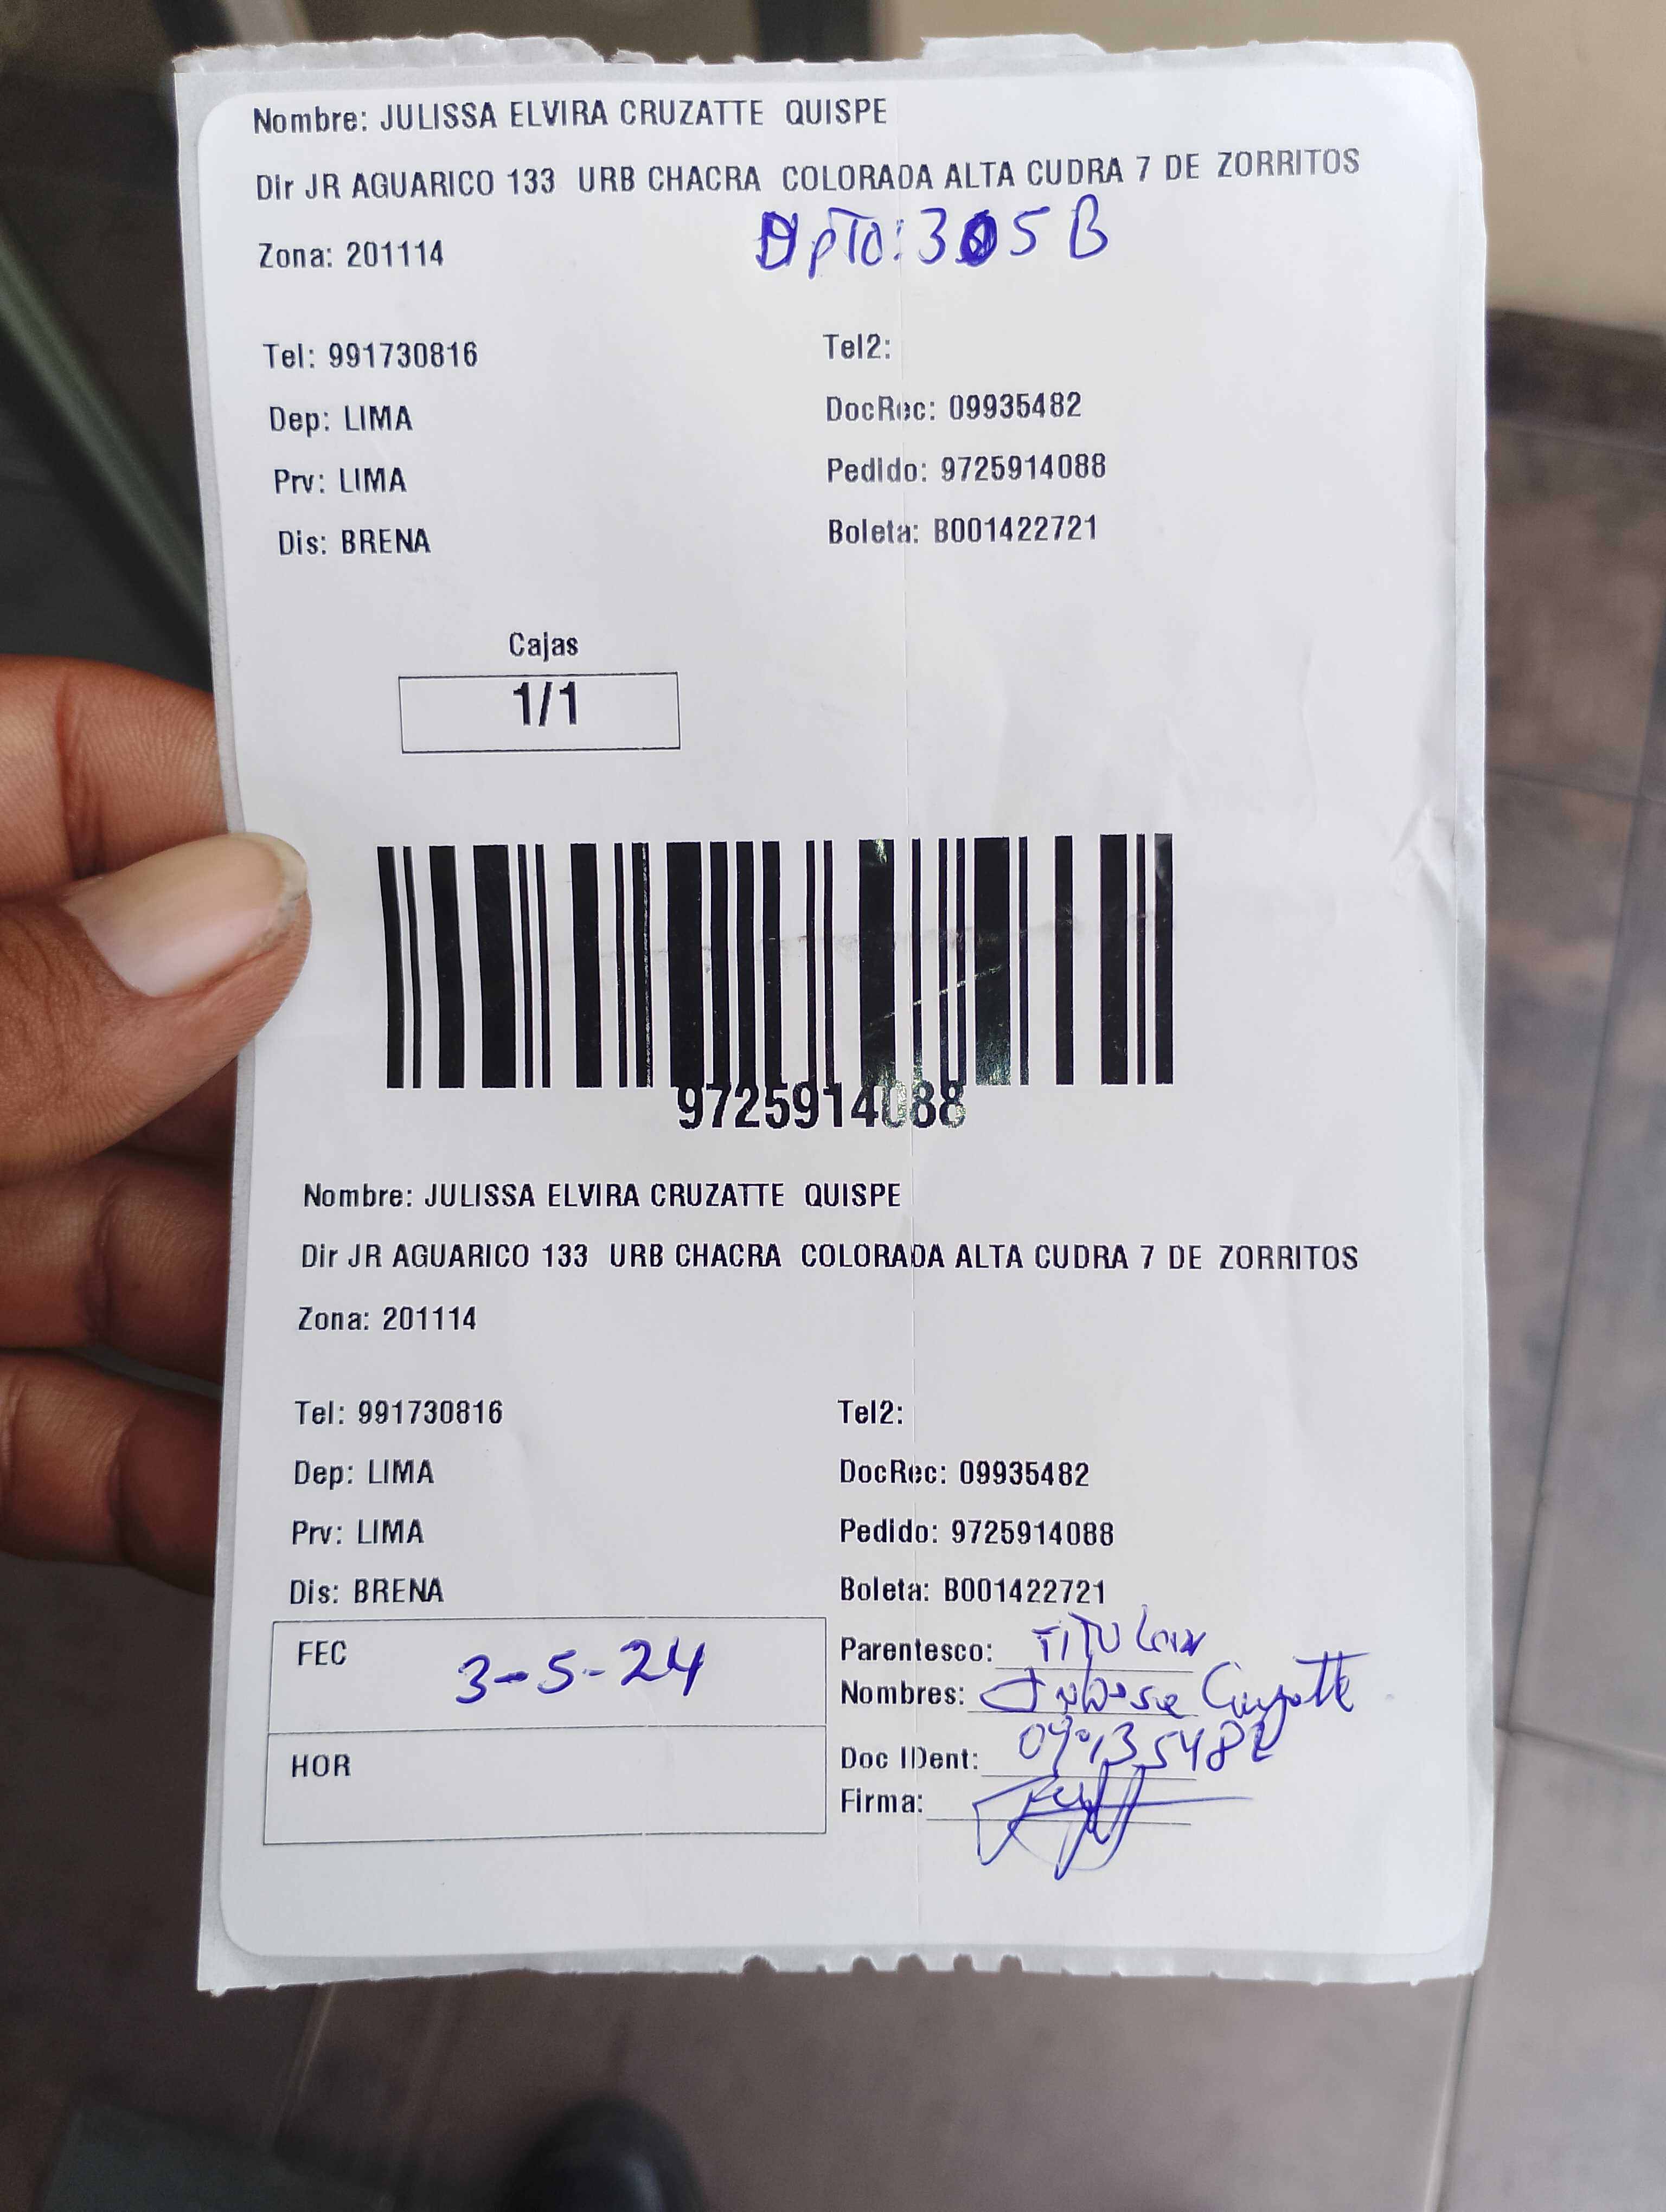 Nombre: JULISSA ELVIRA CRUZATTE QUISPE
Dir JR AGUARICO 133 URB CHACRA COLORADA ALTA CUDRA 7 DE ZORRITOS
Dpto: 305 B
Zona: 201114
Tel: 991730816 Tel2:
Dep: LIMA DocRec: 09935482
Prv: LIMA Pedido: 9725914088
Dis: BRENA Boleta: B001422721
Cajas
1/1
9725914088
Nombre: JULISSA ELVIRA CRUZATTE QUISPE
Dir JR AGUARICO 133 URB CHACRA COLORADA ALTA CUDRA 7 DE ZORRITOS
Zona: 201114
Tel: 991730816 Tel2:
Dep: LIMA DocRec: 09935482
Prv: LIMA Pedido: 9725914088
Dis: BRENA Boleta: B001422721
FEC 3-5-24
Parentesco: TITULAR
Nombres:
HOR
Doc IDent: 09935482
Firma: